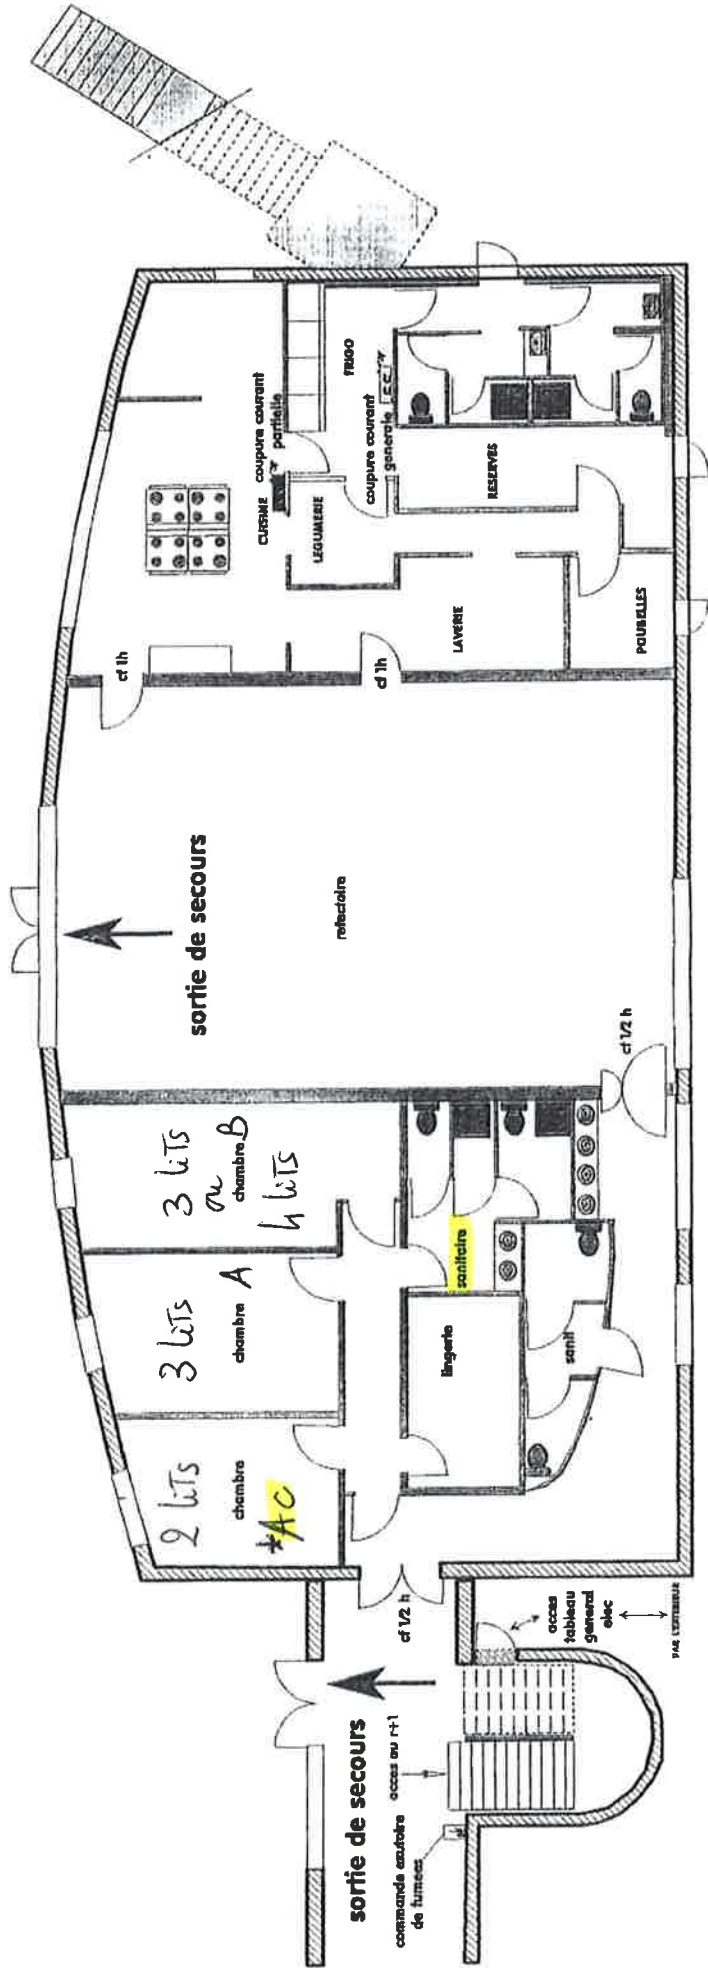 2 LiTs
chambre
*AC
3 LiTs
chambre A
3 LiTs
ou
chambre B
4 LiTs
sortie de secours
refectoire
cf 1h
CUISINE
coupure courant
partielle
LEGUMERIE
FRIGO
coupure courant
generale
cf 1h
LAVERIE
RESERVES
POUBELLES
sanitaire
lingerie
sanit
cf 1/2 h
cf 1/2 h
sortie de secours
acces au r+1
commande exutoire
de fumees
acces
tableau
general
elec
PAR L'EXTERIEUR